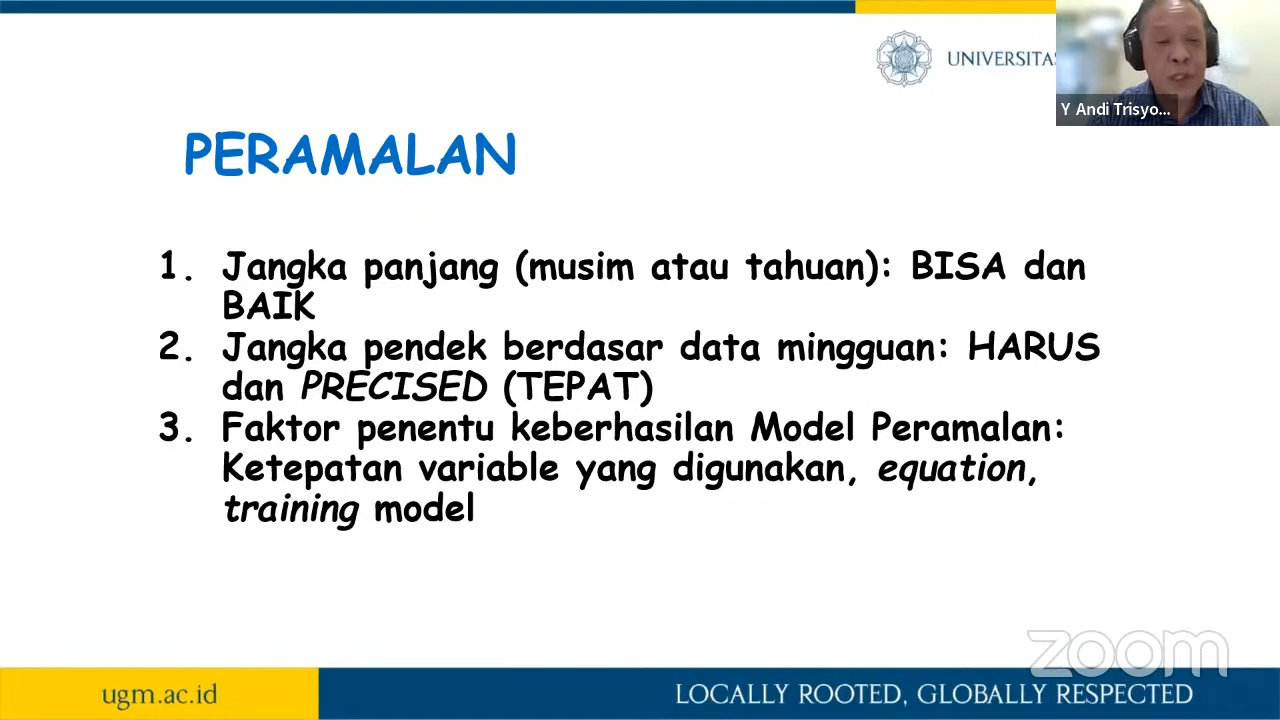 UNIVERSITAS
Y Andi Trisyo...
PERAMALAN
1. Jangka panjang (musim atau tahuan): BISA dan
BAIK
2. Jangka pendek berdasar data mingguan: HARUS
dan PRECISED (TEPAT)
3. Faktor penentu keberhasilan Model Peramalan:
Ketepatan variable yang digunakan, equation,
training model
zoom
ugm.ac.id
LOCALLY ROOTED, GLOBALLY RESPECTED